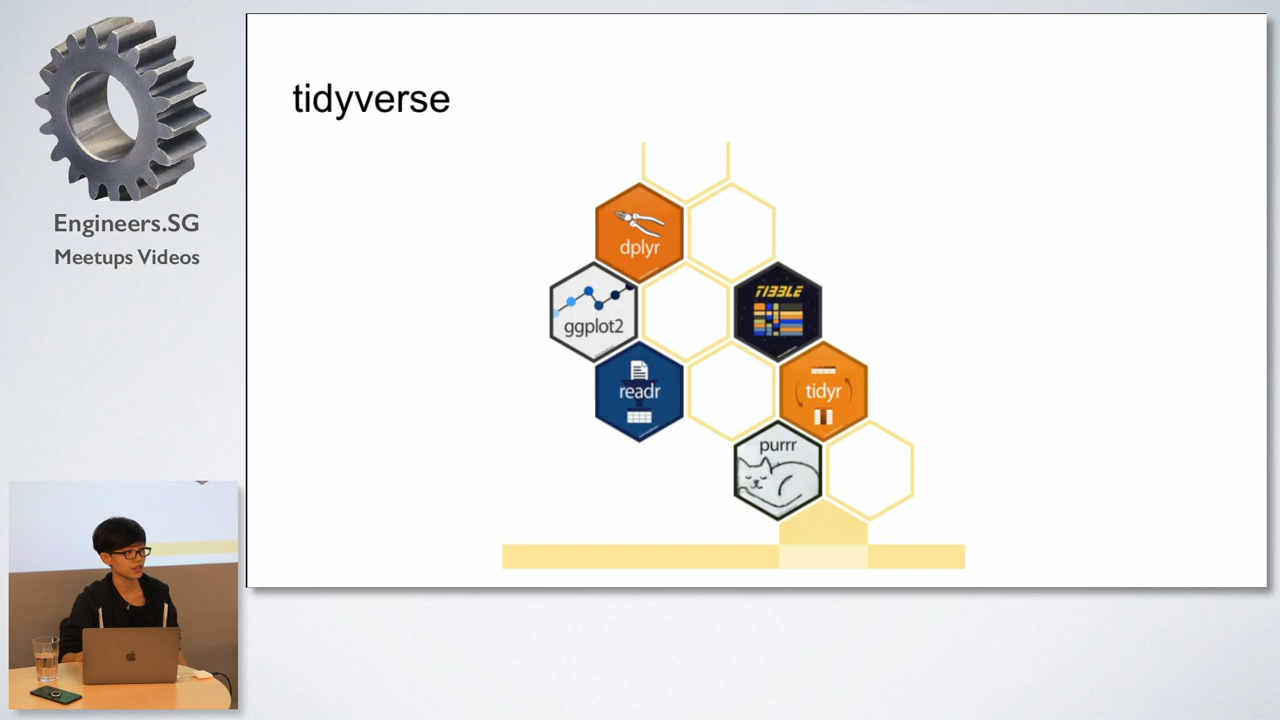 Engineers.SG
Meetups Videos
tidyverse
dplyr
TIBBLE
ggplot2
readr
tidyr
purrr